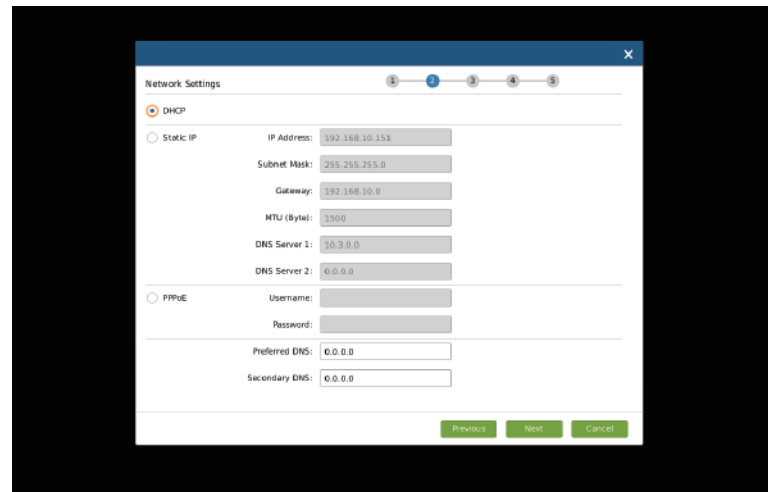 Network Settings 1 2 3 4 5
DHCP
Static IP IP Address: 192.168.10.151
Subnet Mask: 255.255.255.0
Gateway: 192.168.10.0
MTU (Byte): 1500
DNS Server 1: 10.3.0.0
DNS Server 2: 0.0.0.0
PPPoE Username:
Password:
Preferred DNS: 0.0.0.0
Secondary DNS: 0.0.0.0
Previous Next Cancel